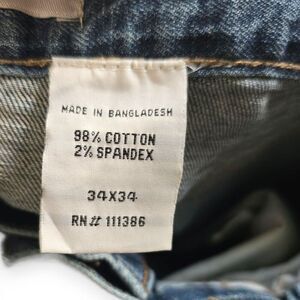 MADE IN BANGLADESH
98% COTTON
2% SPANDEX
34X34
RN# 111386